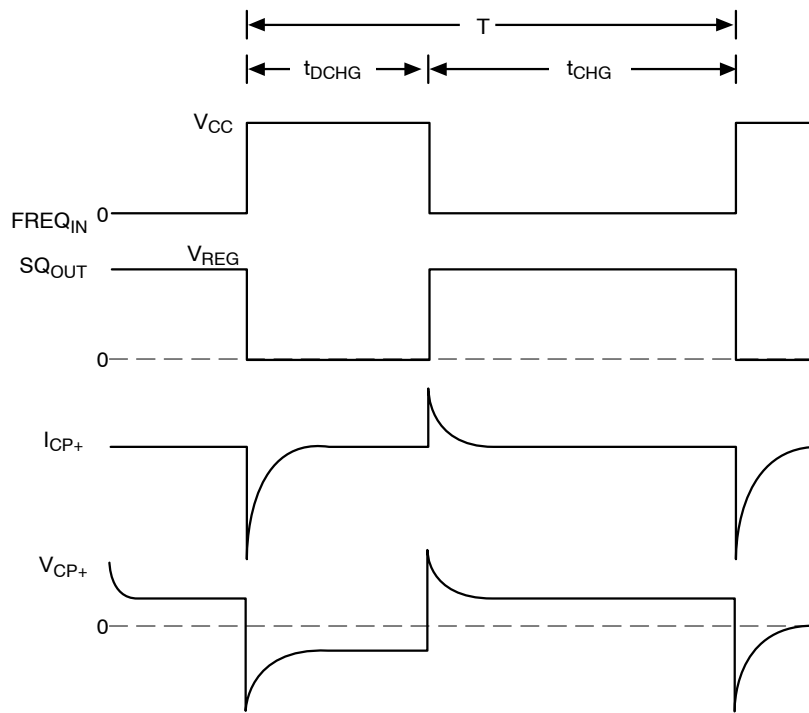 T
tDCHG tCHG
VCC
FREQIN 0
VREG
SQOUT
0
ICP+
VCP+
0